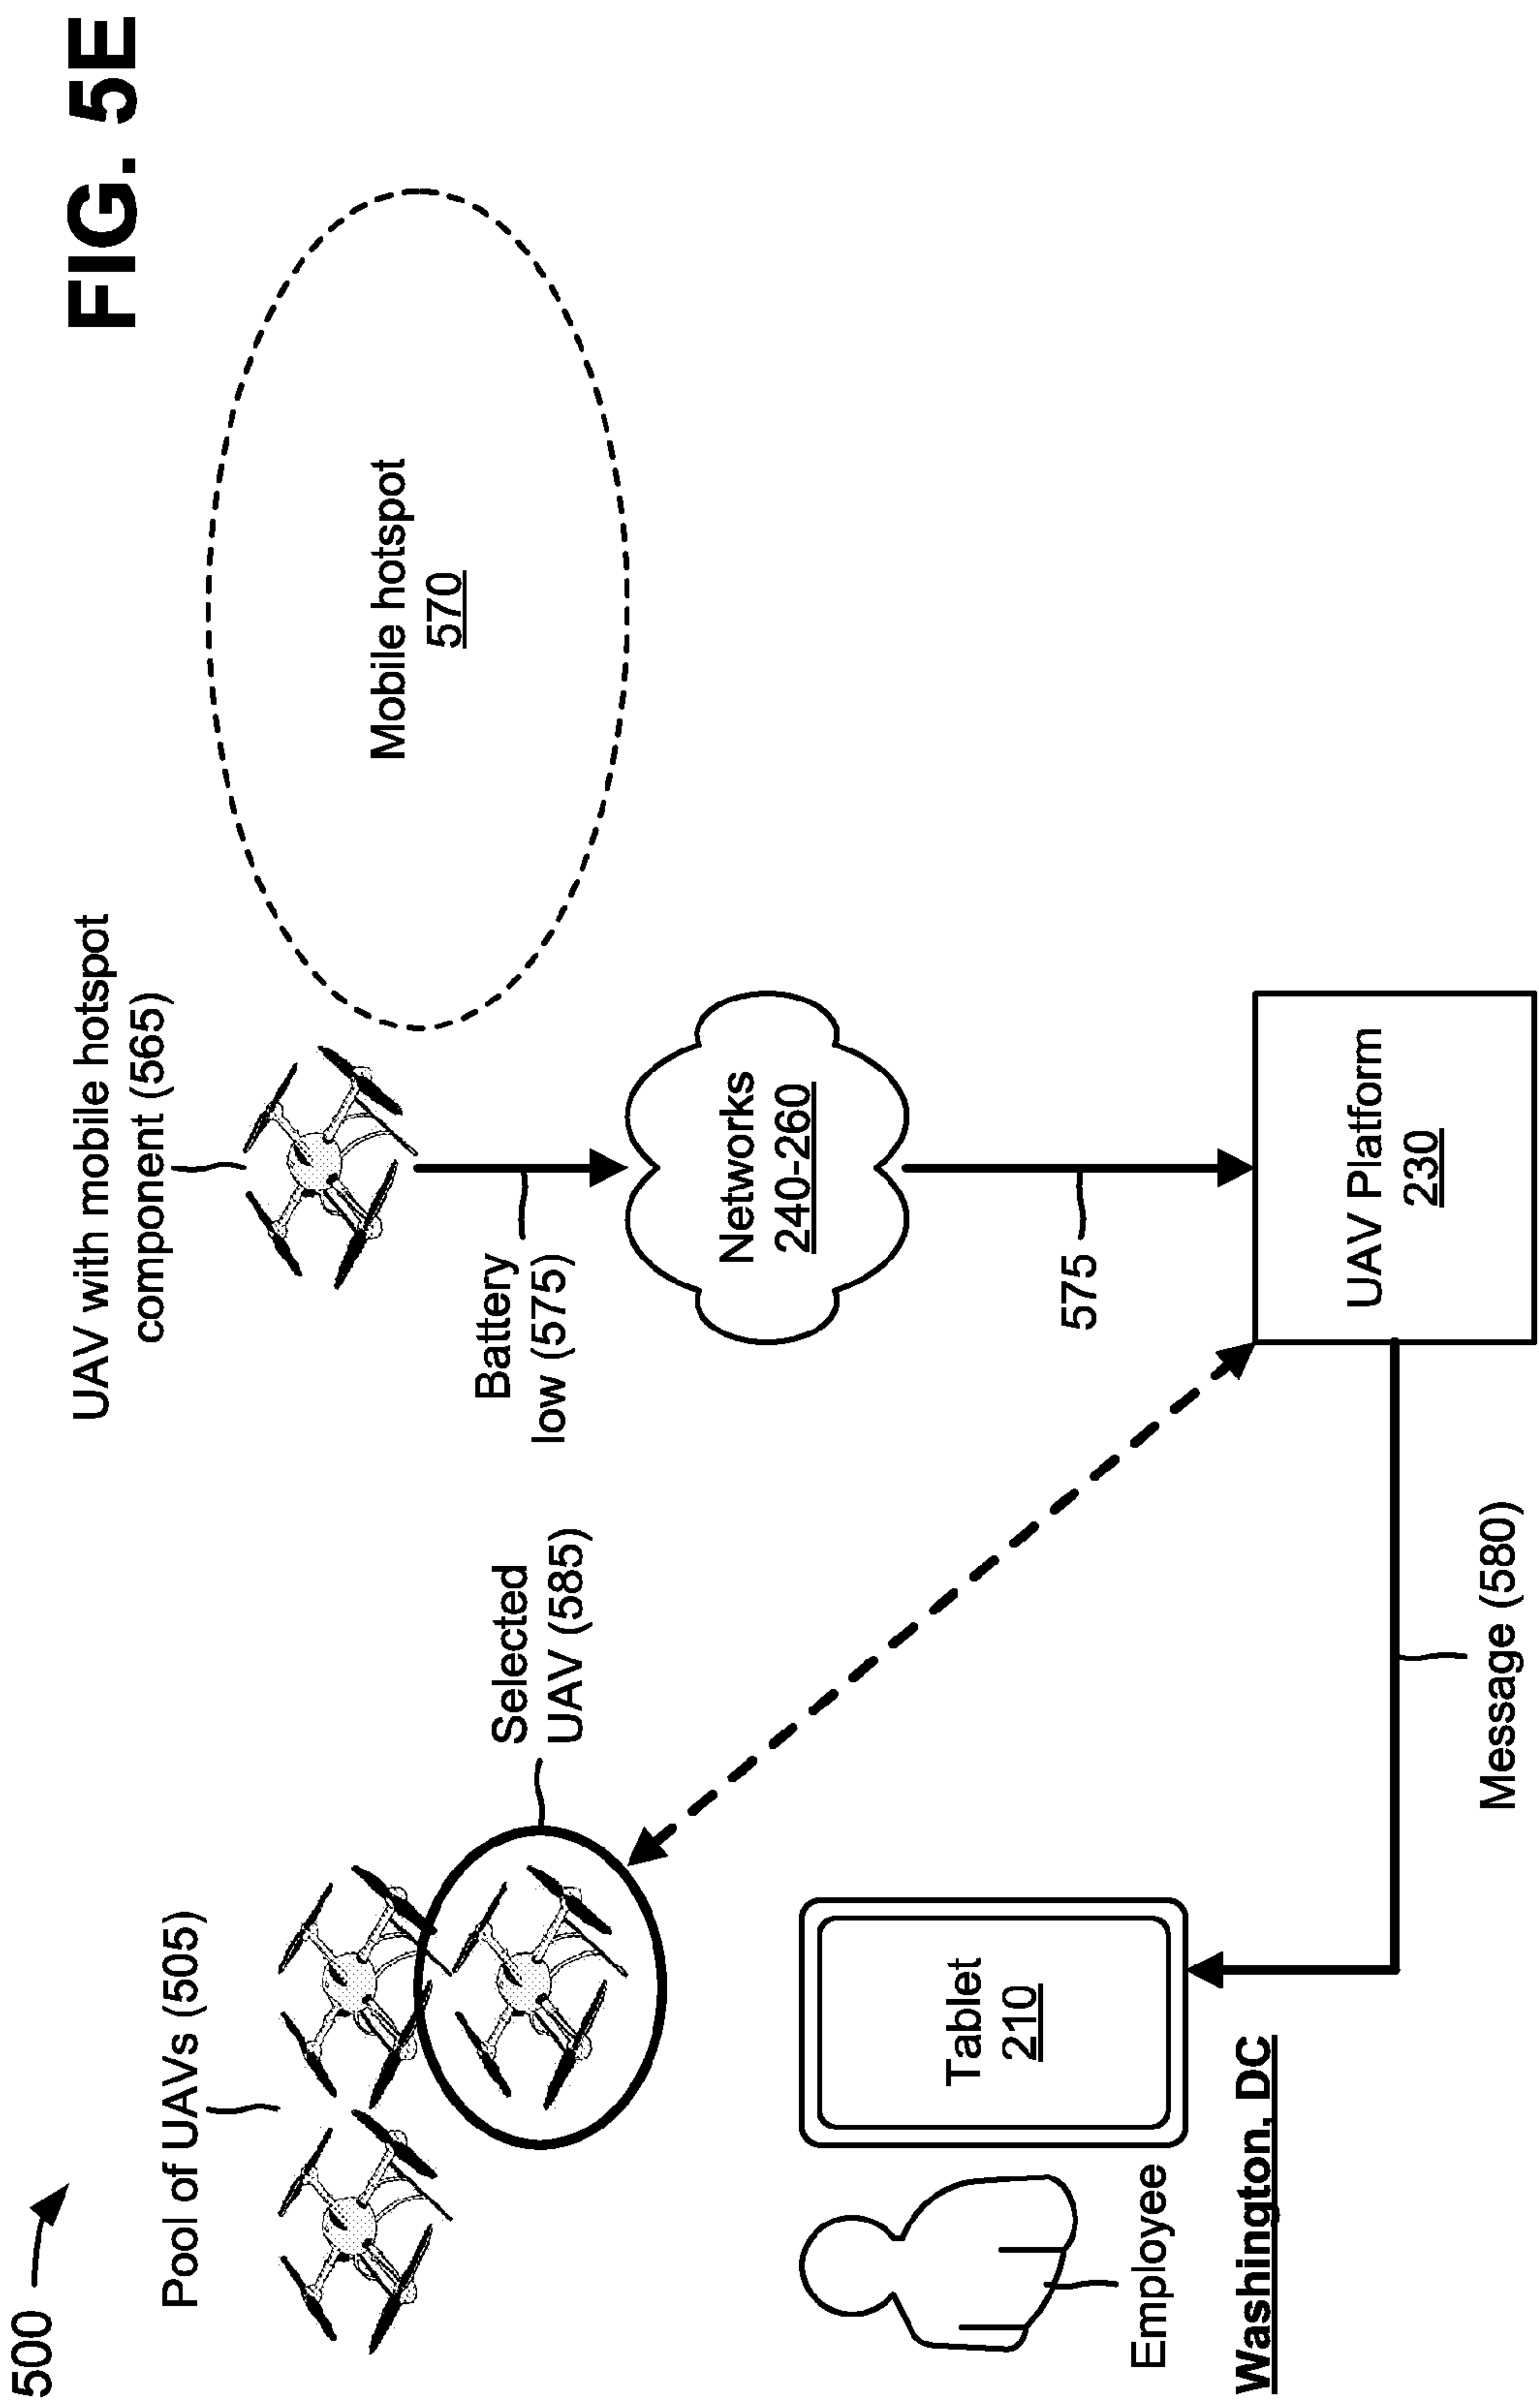 500
Pool of UAVs (505)
UAV with mobile hotspot
component (565)
FIG. 5E
Selected
UAV (585)
Battery
low (575)
Mobile hotspot
570
Networks
240-260
575
Employee
Tablet
210
Washington, DC
UAV Platform
230
Message (580)